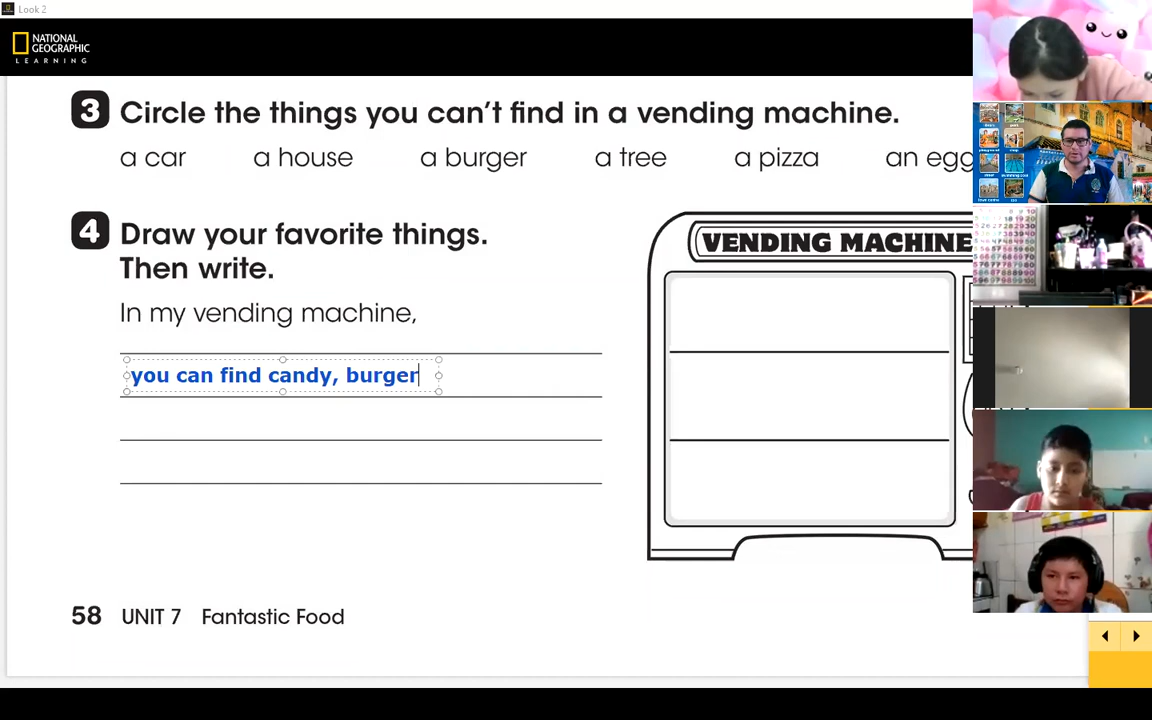 Look 2
NATIONAL
GEOGRAPHIC
LEARNING
3 Circle the things you can't find in a vending machine.
a car a house a burger a tree a pizza an egg
4 Draw your favorite things.
Then write.
In my vending machine,
you can find candy, burger
VENDING MACHINE
58 UNIT 7 Fantastic Food